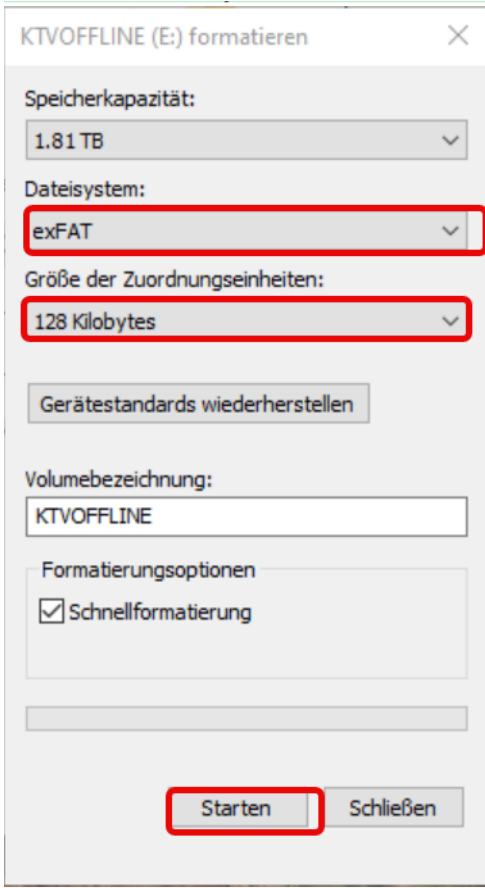 KTVOFFLINE (E:) formatieren
Speicherkapazität:
1.81 TB
Dateisystem:
exFAT
Größe der Zuordnungseinheiten:
128 Kilobytes
Gerätestandards wiederherstellen
Volumebezeichnung:
KTVOFFLINE
Formatierungsoptionen
Schnellformatierung
Starten Schließen